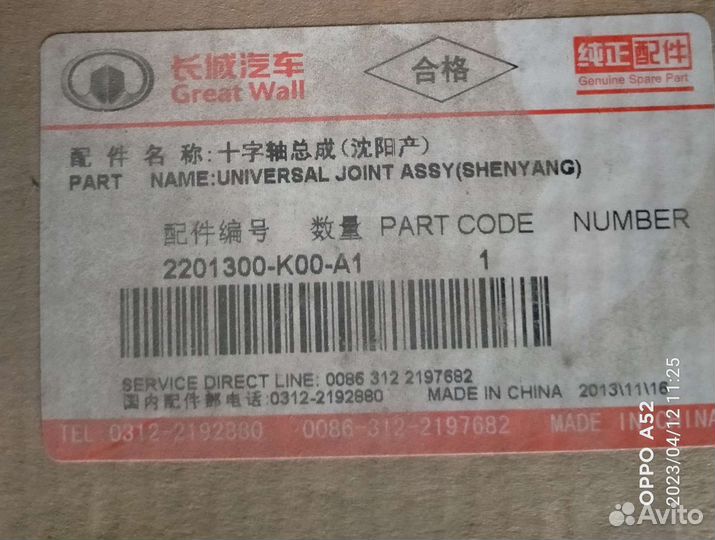 长城汽车
Great Wall
合格
纯正配件
Genuine Spare Part
配 件 名 称:十字轴总成(沈阳产)
PART NAME:UNIVERSAL JOINT ASSY(SHENYANG)
配件编号 数量 PART CODE NUMBER
2201300-K00-A1 1
SERVICE DIRECT LINE: 0086 312 2197682
国内配件邮电话:0312-2192880 MADE IN CHINA 2013\11\16
TEL :0312-2192880 0086-312-2197682 MADE IN CHINA
OPPO A52
2023/04/12 11:25
Avito